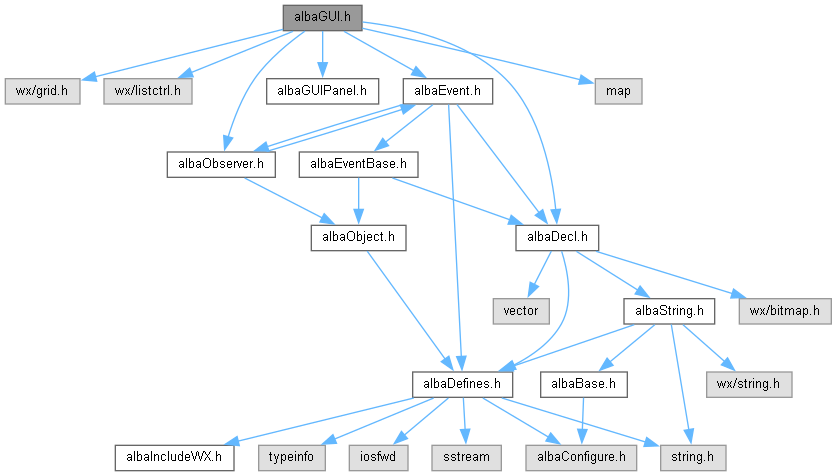 albaGUI.h
wx/grid.h
wx/listctrl.h
albaGUIPanel.h
albaEvent.h
map
albaObserver.h
albaEventBase.h
albaObject.h
albaDecl.h
vector
albaString.h
wx/bitmap.h
albaDefines.h
albaBase.h
wx/string.h
albaIncludeWX.h
typeinfo
iosfwd
sstream
albaConfigure.h
string.h